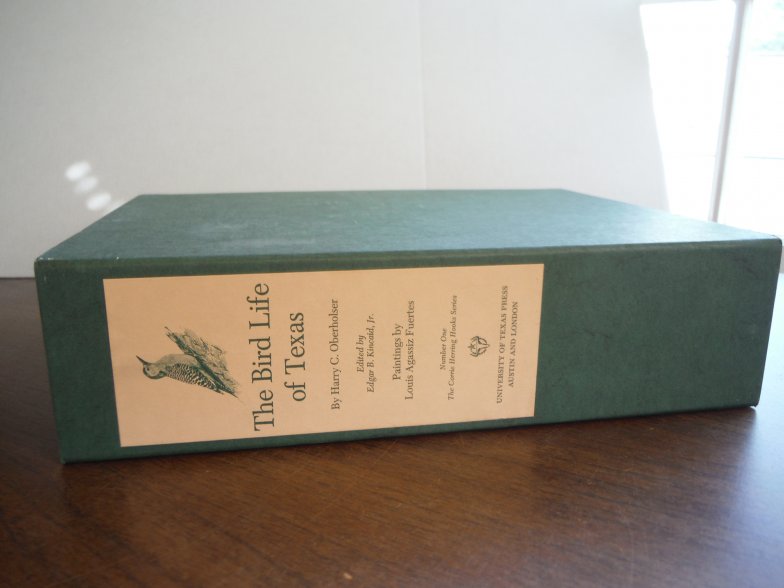 The Bird Life
of Texas
By Harry C. Oberholser
Edited by
Edgar B. Kincaid, Jr.
Paintings by
Louis Agassiz Fuertes
Number One
The Corrie Herring Hooks Series
UNIVERSITY OF TEXAS PRESS
AUSTIN AND LONDON